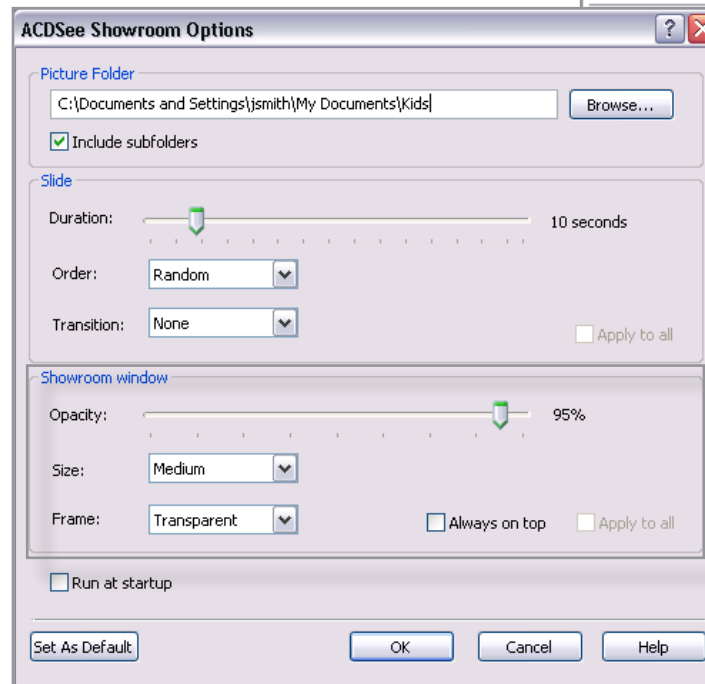 ACDSee Showroom Options
Picture Folder
C:\Documents and Settings\jsmith\My Documents\Kids
Browse...
Include subfolders
Slide
Duration: 10 seconds
Order: Random
Transition: None
Apply to all
Showroom window
Opacity: 95%
Size: Medium
Frame: Transparent Always on top Apply to all
Run at startup
Set As Default OK Cancel Help